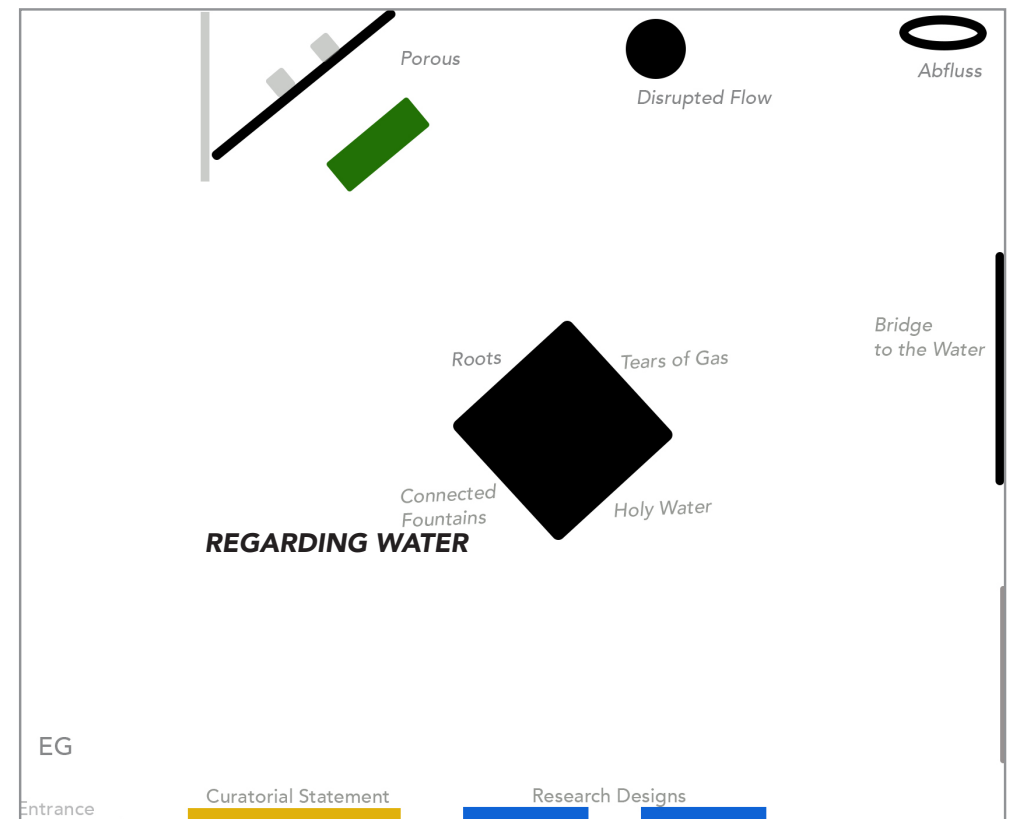 Porous
Disrupted Flow
Abfluss
Bridge
to the Water
Roots
Tears of Gas
Connected
Fountains
Holy Water
REGARDING WATER
EG
Entrance
Curatorial Statement
Research Designs